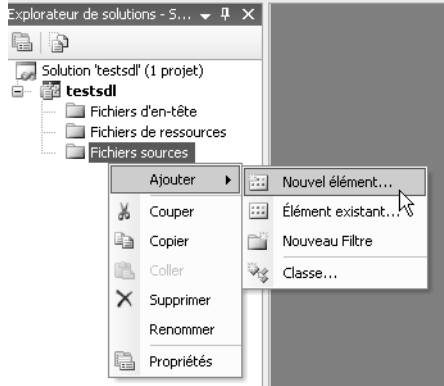 Explorateur de solutions - S...
Solution 'testsdl' (1 projet)
testsdl
Fichiers d'en-tête
Fichiers de ressources
Fichiers sources
Ajouter
Nouvel élément...
Couper
Élément existant...
Copier
Nouveau Filtre
Coller
Classe...
Supprimer
Renommer
Propriétés